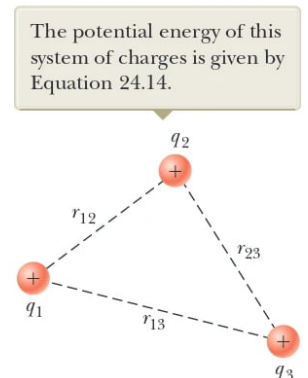 The potential energy of this
system of charges is given by
Equation 24.14.
q2
+
r12
r23
+
q1
r13
+
q3